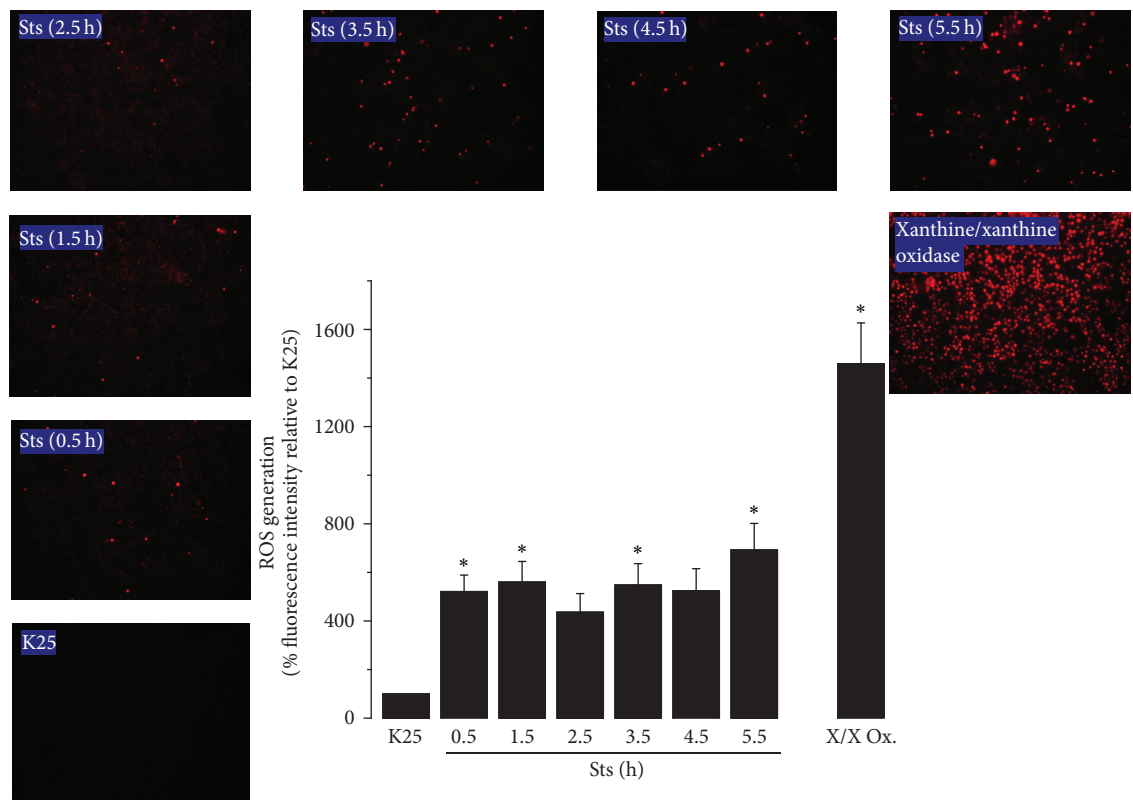 Sts (2.5 h)
Sts (3.5 h)
Sts (4.5 h)
Sts (5.5 h)
Sts (1.5 h)
Xanthine/xanthine
oxidase
Sts (0.5 h)
K25
ROS generation
(% fluorescence intensity relative to K25)
1600
1200
800
400
0
*
*
*
*
*
K25
0.5
1.5
2.5
3.5
4.5
5.5
X/X Ox.
Sts (h)